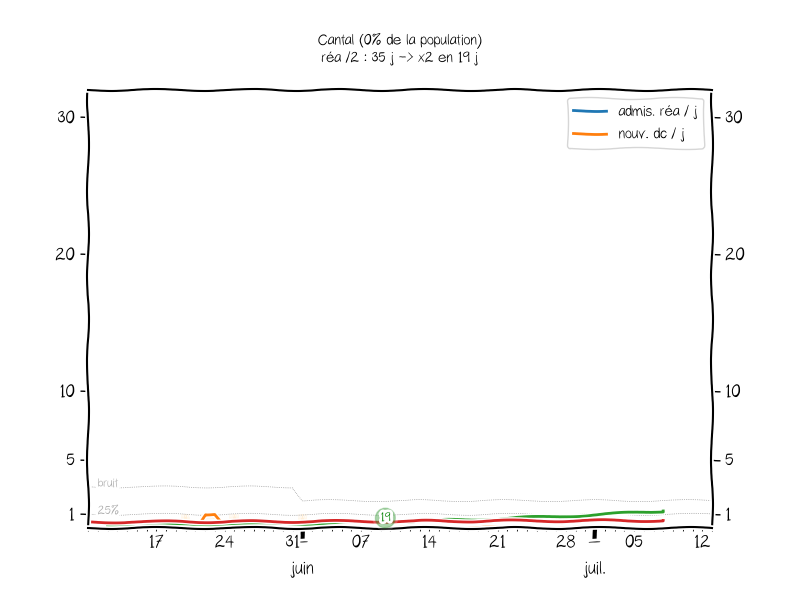 Cantal (0% de la population)
réa /2 : 35 j -> x2 en 19 j
admis. réa / j
nouv. dc / j
30
30
20
20
10
10
5
5
bruit
25%
1
1
19
17 24 31 07 14 21 28 05 12
juin juil.